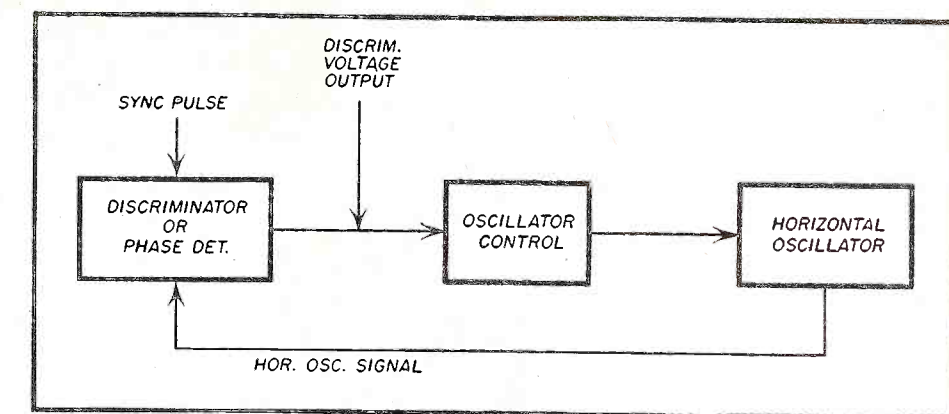 DISCRIM.
VOLTAGE
OUTPUT
SYNC PULSE
DISCRIMINATOR
OR
PHASE DET.
OSCILLATOR
CONTROL
HORIZONTAL
OSCILLATOR
HOR. OSC. SIGNAL